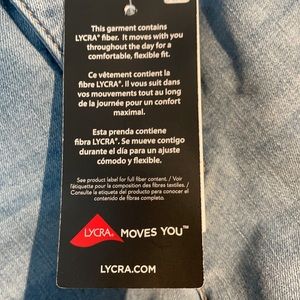 This garment contains
LYCRA® fiber. It moves with you
throughout the day for a
comfortable, flexible fit.
Ce vêtement contient la
fibre LYCRA®. Il vous suit dans
vos mouvements tout au long
de la journée pour un confort
maximal.
Esta prenda contiene
fibra LYCRA®. Se mueve contigo
durante el día para un ajuste
cómodo y flexible.
See product label for full fiber content. / Voir
l'étiquette pour la composition des fibres textiles. /
Consulte la etiqueta del producto para conocer el
contenido de fibras completo.
LYCRA® MOVES YOU™
LYCRA.COM